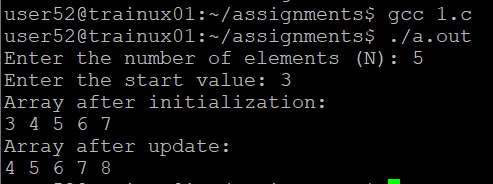 user52@trainux01:~/assignments$ gcc 1.c
user52@trainux01:~/assignments$ ./a.out
Enter the number of elements (N): 5
Enter the start value: 3
Array after initialization:
3 4 5 6 7
Array after update:
4 5 6 7 8